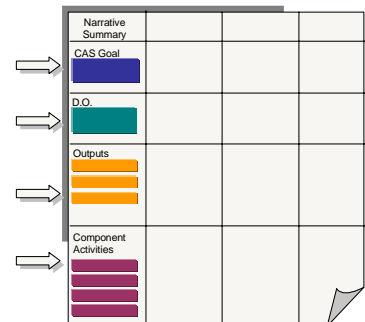 Narrative
Summary
CAS Goal
D.O.
Outputs
Component
Activities